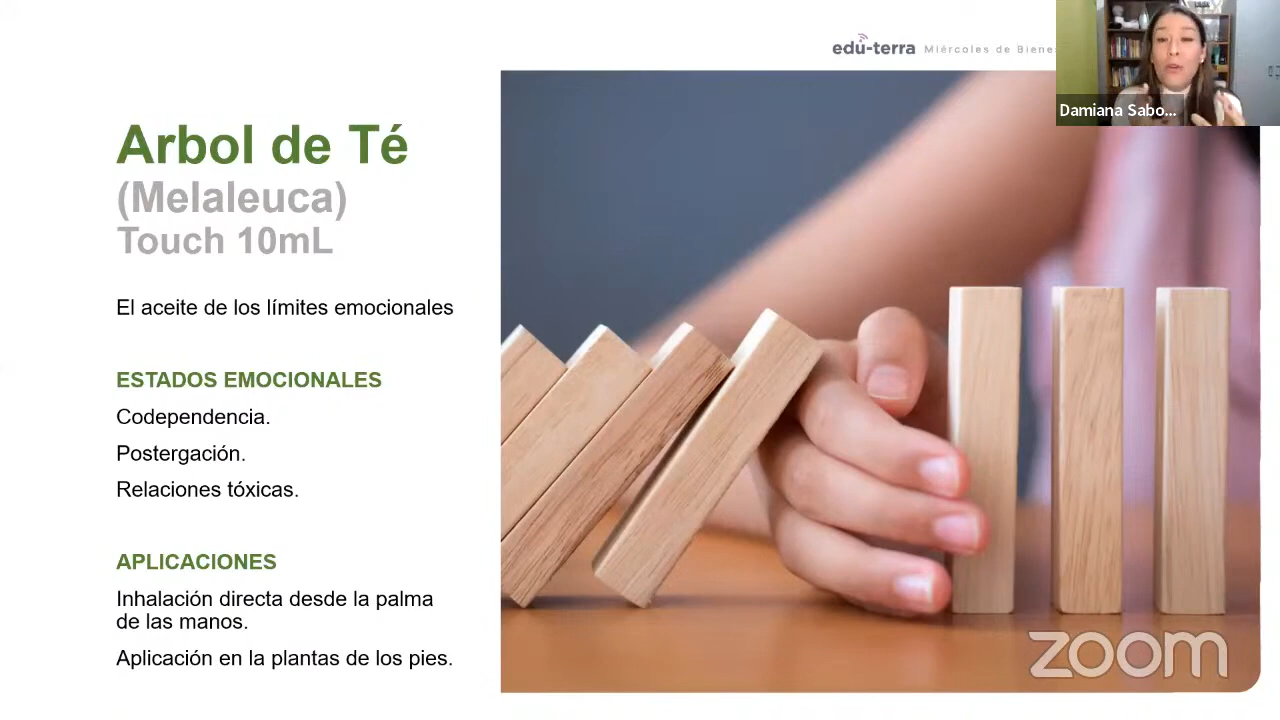 edu-terra Miércoles de Bienes
Damiana Sabo...
Arbol de Té
(Melaleuca)
Touch 10mL
El aceite de los límites emocionales
ESTADOS EMOCIONALES
Codependencia.
Postergación.
Relaciones tóxicas.
APLICACIONES
Inhalación directa desde la palma
de las manos.
Aplicación en la plantas de los pies.
zoom